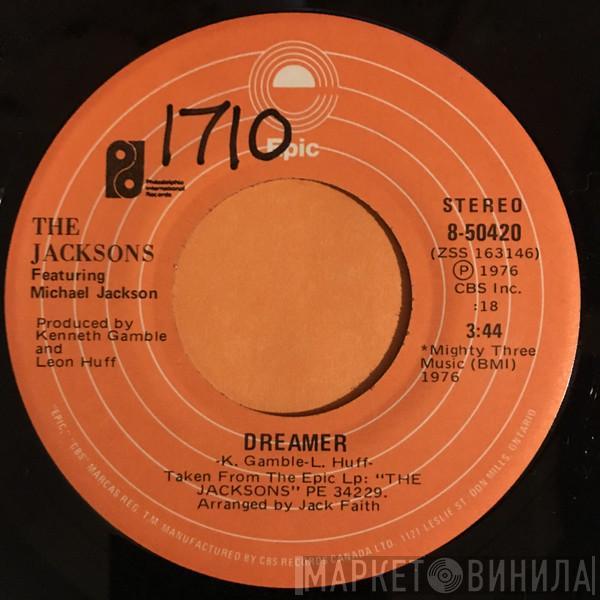 1710
Epic
Philadelphia
International
Records
THE
JACKSONS
Featuring
Michael Jackson
Produced by
Kenneth Gamble
and
Leon Huff
STEREO
8-50420
(ZSS 163146)
Ⓟ 1976
CBS Inc.
:18
3:44
*Mighty Three
Music (BMI)
1976
DREAMER
-K. Gamble-L. Huff-
Taken From The Epic Lp: "THE
JACKSONS" PE 34229.
Arranged by Jack Faith
"EPIC," "CBS" MARCAS REG. T.M. MANUFACTURED BY CBS RECORDS CANADA LTD. 1121 LESLIE ST. DON MILLS, ONTARIO
МАРКЕТ ВИНИЛА